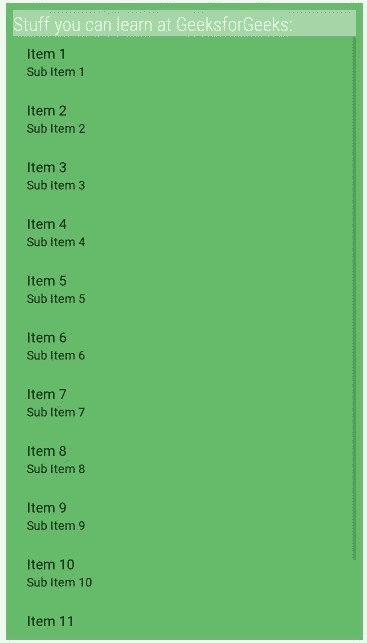 Stuff you can learn at GeeksforGeeks:
Item 1
Sub Item 1
Item 2
Sub Item 2
Item 3
Sub Item 3
Item 4
Sub Item 4
Item 5
Sub Item 5
Item 6
Sub Item 6
Item 7
Sub Item 7
Item 8
Sub Item 8
Item 9
Sub Item 9
Item 10
Sub Item 10
Item 11